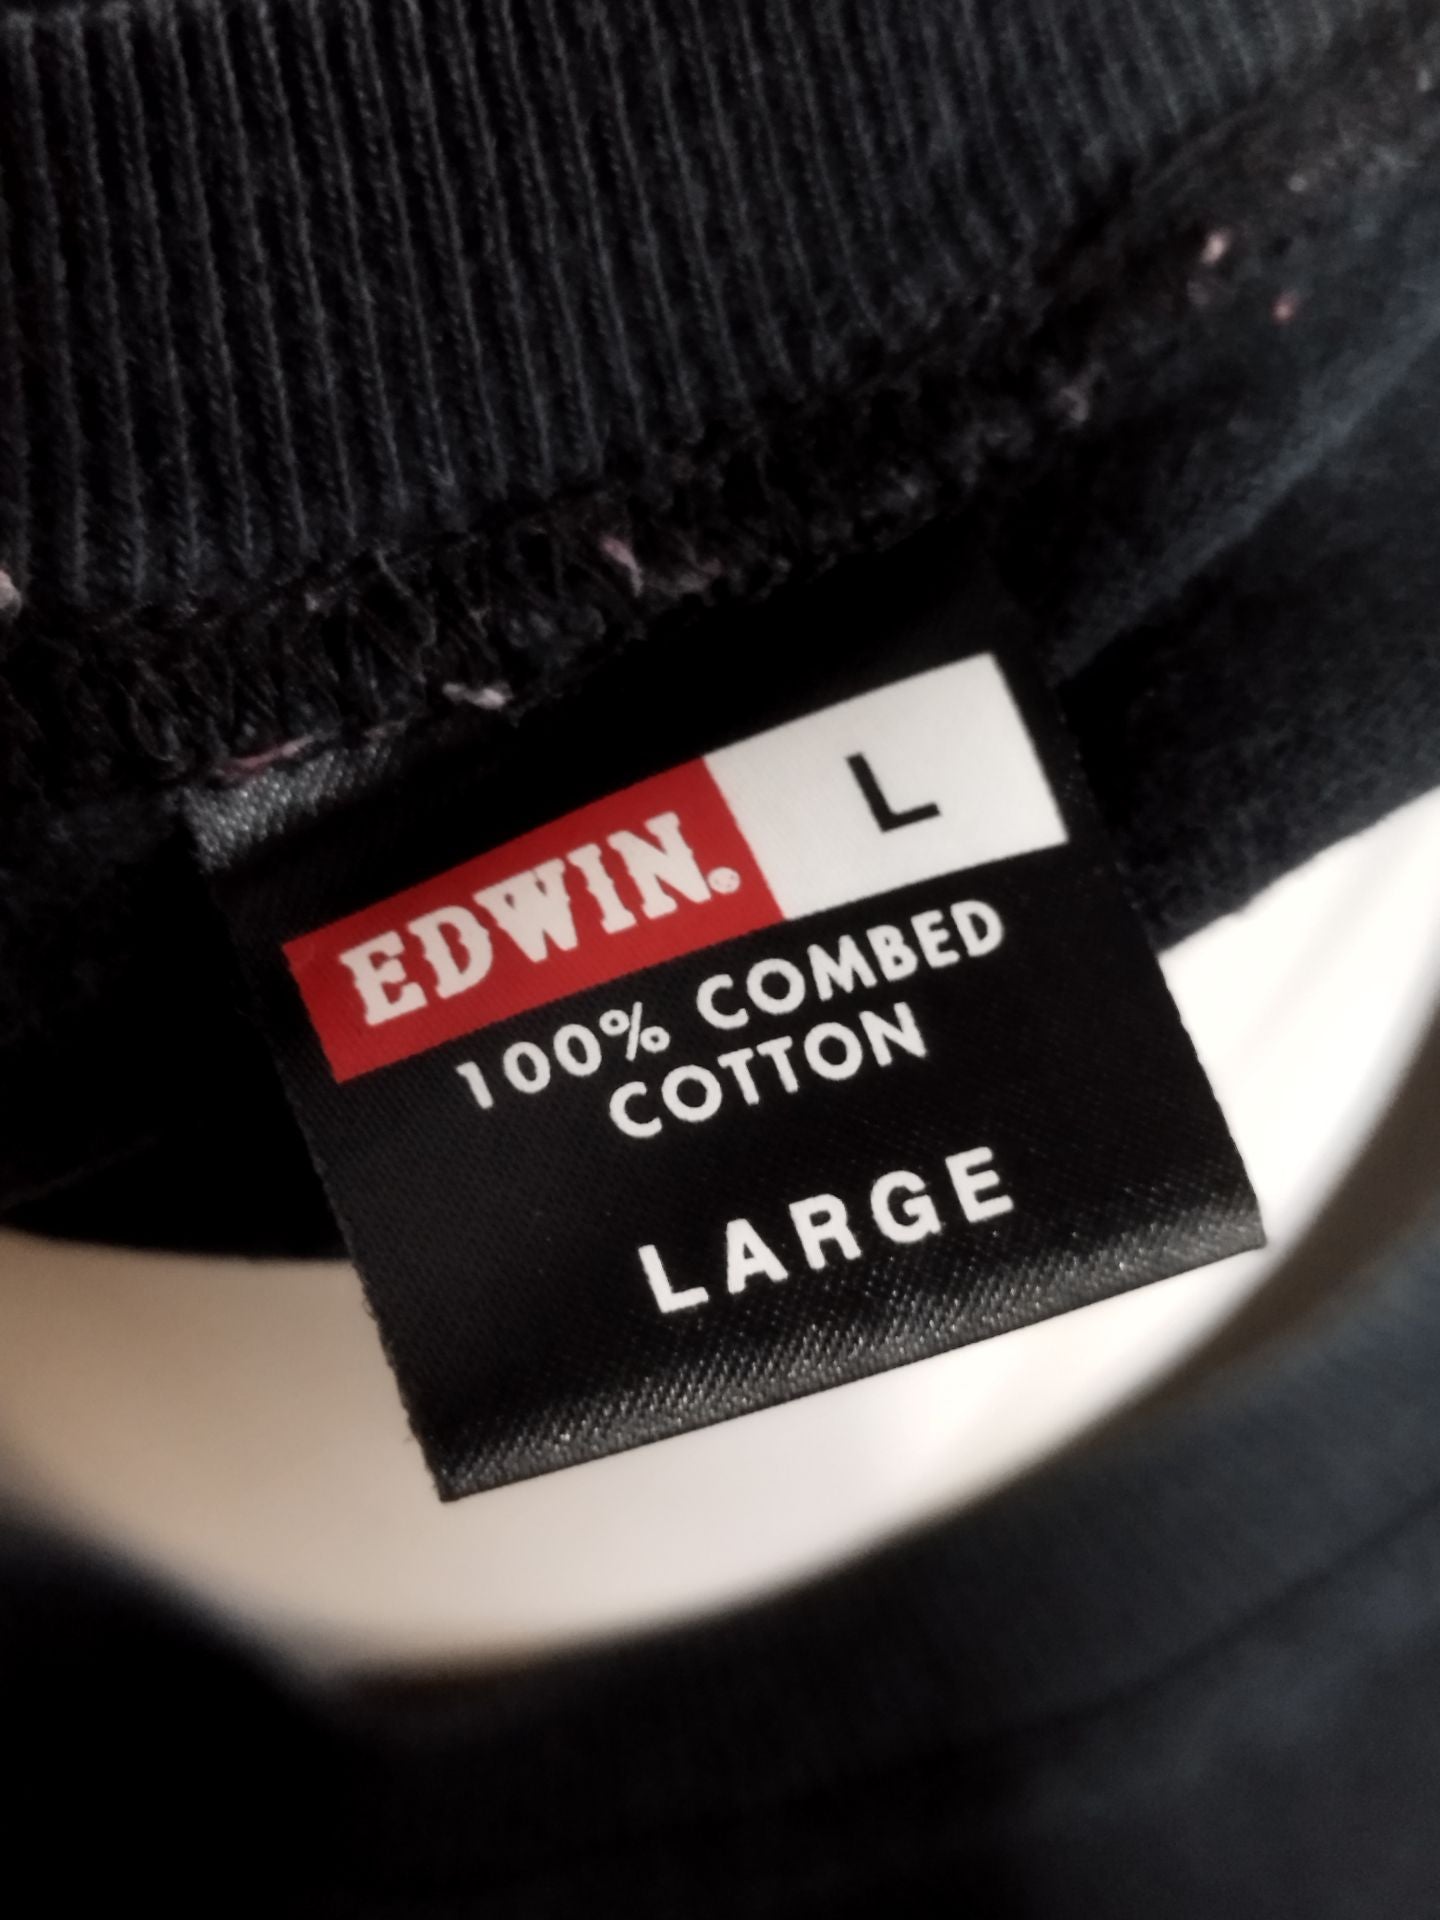 EDWIN. L
100% COMBED
COTTON
LARGE